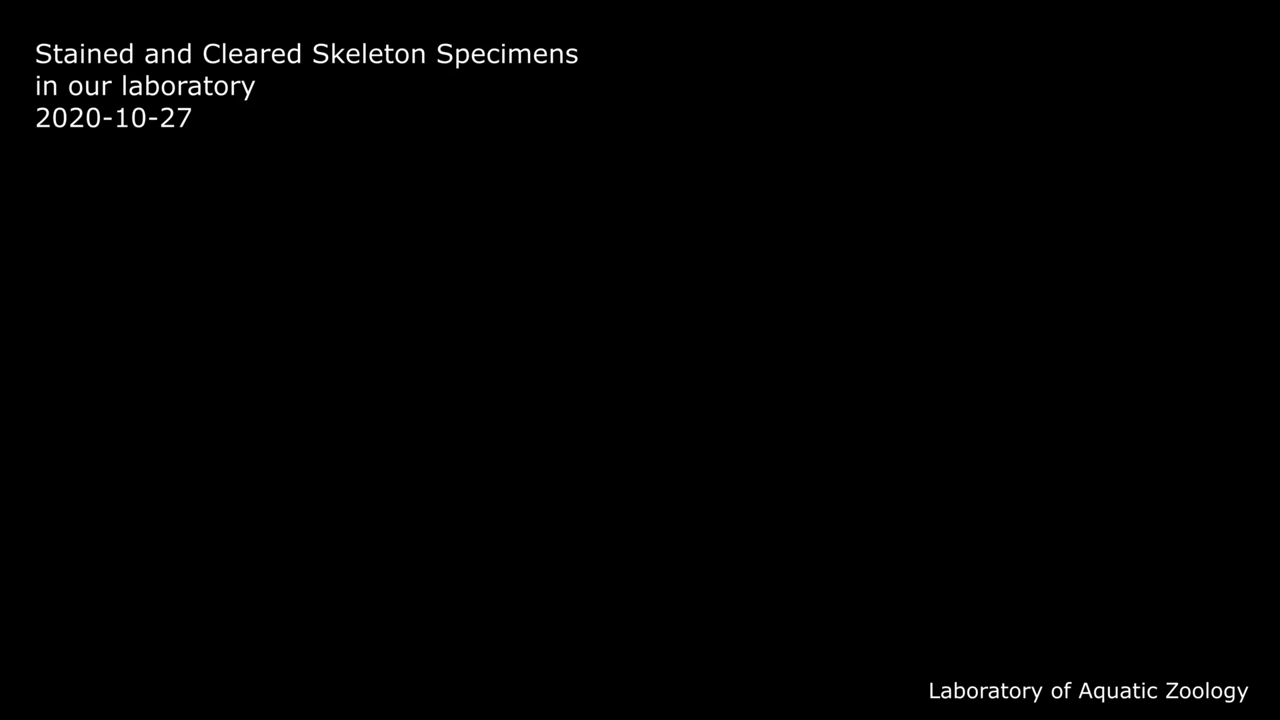 Stained and Cleared Skeleton Specimens
in our laboratory
2020-10-27
Laboratory of Aquatic Zoology